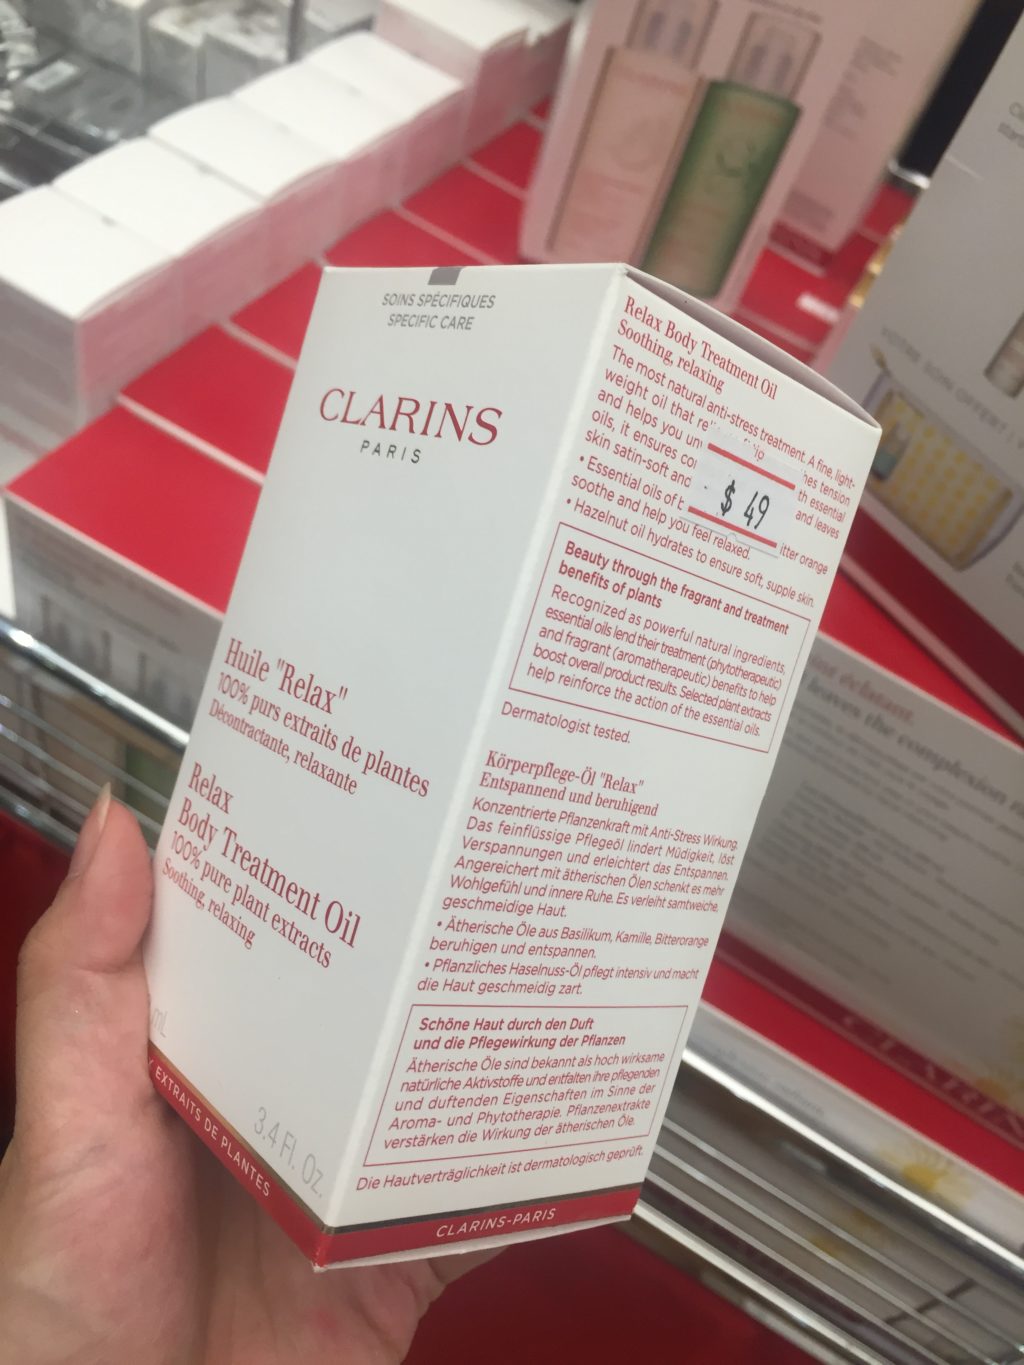 SOINS SPÉCIFIQUES
SPECIFIC CARE
CLARINS
PARIS
Huile "Relax"
100% purs extraits de plantes
Décontractante, relaxante
Relax
Body Treatment Oil
100% pure plant extracts
Soothing, relaxing
mL
3.4 Fl. Oz.
EXTRAITS DE PLANTES
Relax Body Treatment Oil
Soothing, relaxing
The most natural anti-stress treatment. A fine, light-
weight oil that tension
and helps you essential
oils, it ensures and leaves
skin satin-soft and
• Essential oils of itter orange
soothe and help you feel relaxed.
• Hazelnut oil hydrates to ensure soft, supple skin.
$ 49
Beauty through the fragrant and treatment
benefits of plants
Recognized as powerful natural ingredients,
essential oils lend their treatment (phytotherapeutic)
and fragrant (aromatherapeutic) benefits to help
boost overall product results. Selected plant extracts
help reinforce the action of the essential oils.
Dermatologist tested.
Körperpflege-Öl "Relax"
Entspannend und beruhigend
Konzentrierte Pflanzenkraft mit Anti-Stress Wirkung.
Das feinflüssige Pflegeöl lindert Müdigkeit, löst
Verspannungen und erleichtert das Entspannen.
Angereichert mit ätherischen Ölen schenkt es mehr
Wohlgefühl und innere Ruhe. Es verleiht samtweiche,
geschmeidige Haut.
• Ätherische Öle aus Basilikum, Kamille, Bitterorange
beruhigen und entspannen.
• Pflanzliches Haselnuss-Öl pflegt intensiv und macht
die Haut geschmeidig zart.
Schöne Haut durch den Duft
und die Pflegewirkung der Pflanzen
Ätherische Öle sind bekannt als hoch wirksame
natürliche Aktivstoffe und entfalten ihre pflegenden
und duftenden Eigenschaften im Sinne der
Aroma- und Phytotherapie. Pflanzenextrakte
verstärken die Wirkung der ätherischen Öle.
Die Hautverträglichkeit ist dermatologisch geprüft.
CLARINS-PARIS
VOTRE SOIN OFFERT
leaves the complexion